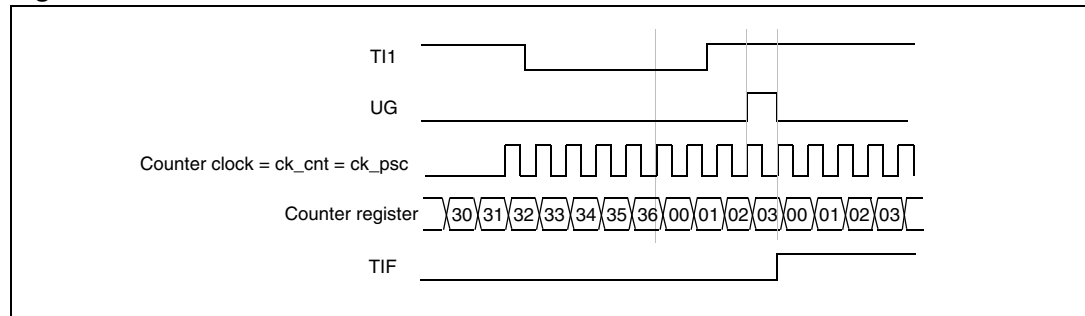 TI1
UG
Counter clock = ck_cnt = ck_psc
Counter register 30 31 32 33 34 35 36 00 01 02 03 00 01 02 03
TIF